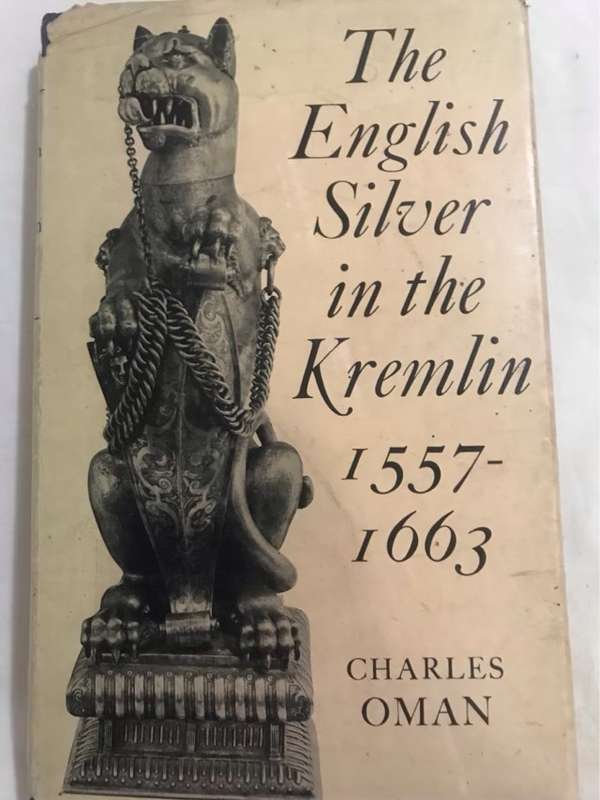 The
English
Silver
in the
Kremlin
1557-
1663
CHARLES
OMAN